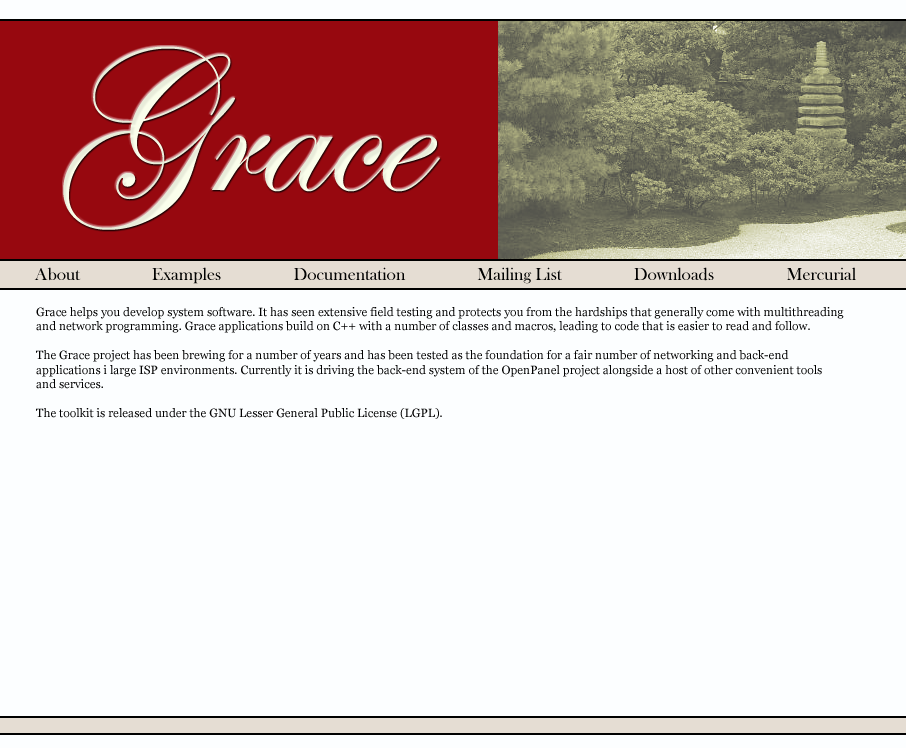 Grace
About Examples Documentation Mailing List Downloads Mercurial
Grace helps you develop system software. It has seen extensive field testing and protects you from the hardships that generally come with multithreading
and network programming. Grace applications build on C++ with a number of classes and macros, leading to code that is easier to read and follow.
The Grace project has been brewing for a number of years and has been tested as the foundation for a fair number of networking and back-end
applications i large ISP environments. Currently it is driving the back-end system of the OpenPanel project alongside a host of other convenient tools
and services.
The toolkit is released under the GNU Lesser General Public License (LGPL).